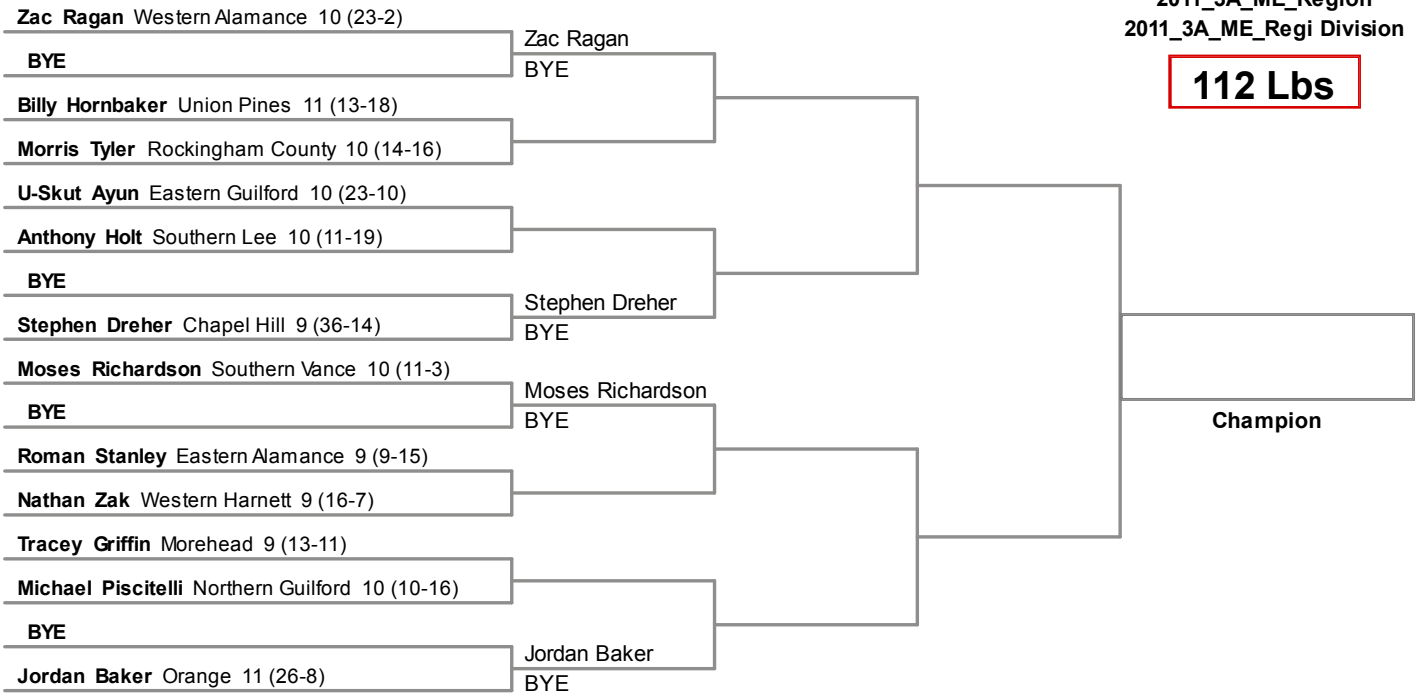 Zac Ragan Western Alamance 10 (23-2)
BYE
Billy Hornbaker Union Pines 11 (13-18)
Morris Tyler Rockingham County 10 (14-16)
U-Skut Ayun Eastern Guilford 10 (23-10)
Anthony Holt Southern Lee 10 (11-19)
BYE
Stephen Dreher Chapel Hill 9 (36-14)
Moses Richardson Southern Vance 10 (11-3)
BYE
Roman Stanley Eastern Alamance 9 (9-15)
Nathan Zak Western Harnett 9 (16-7)
Tracey Griffin Morehead 9 (13-11)
Michael Piscitelli Northern Guilford 10 (10-16)
BYE
Jordan Baker Orange 11 (26-8)
Zac Ragan
BYE
Stephen Dreher
BYE
Moses Richardson
BYE
Jordan Baker
BYE
2011_3A_ME_Region
2011_3A_ME_Regi Division
112 Lbs
Champion